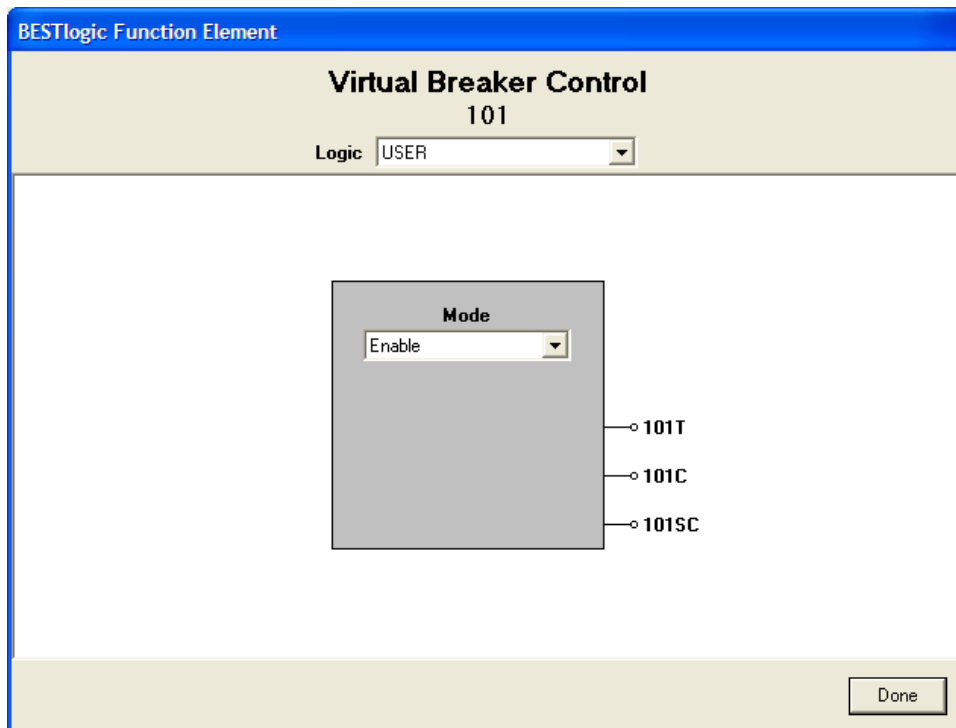 BESTlogic Function Element
Virtual Breaker Control
101
Logic USER
Mode
Enable
101T
101C
101SC
Done